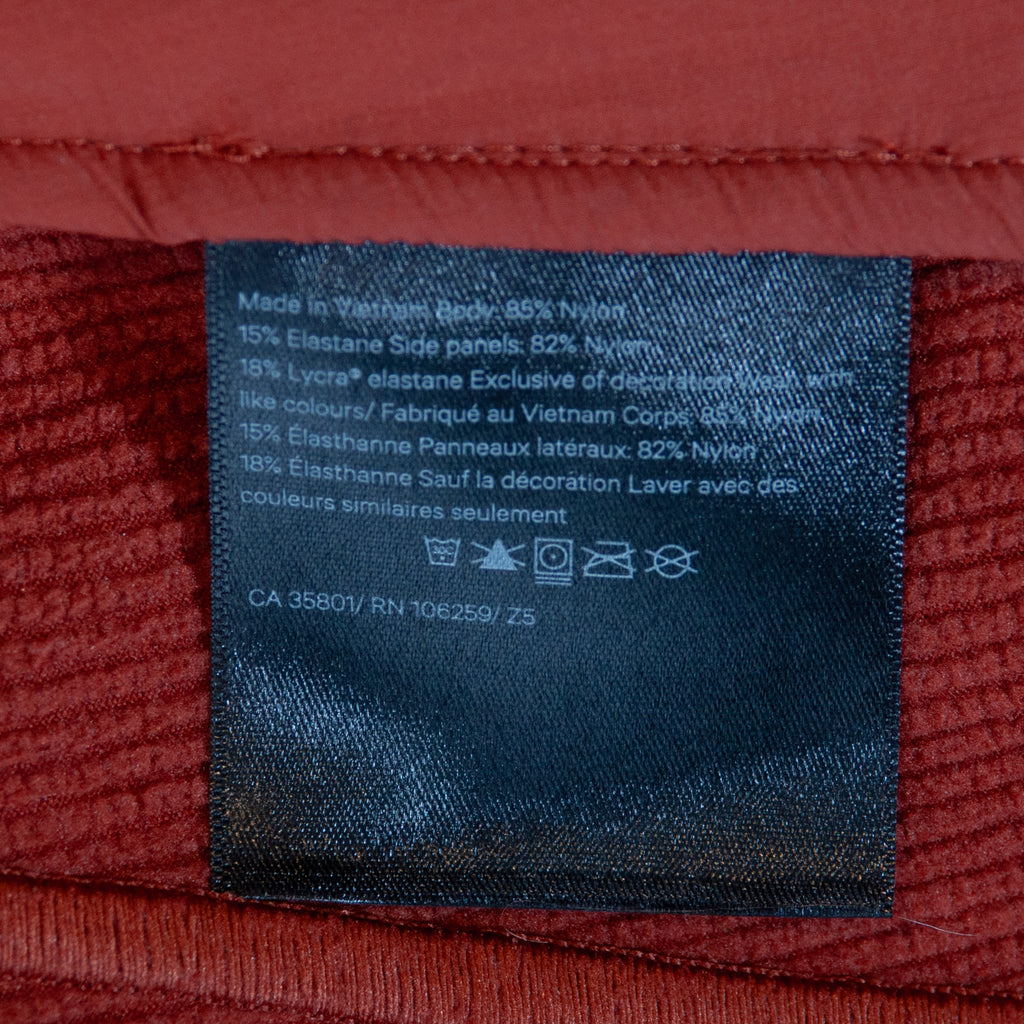 Made in Vietnam Body: 85% Nylon
15% Elastane Side panels: 82% Nylon
18% Lycra® elastane Exclusive of decoration Wash with
like colours/ Fabriqué au Vietnam Corps: 85% Nylon
15% Élasthanne Panneaux latéraux: 82% Nylon
18% Élasthanne Sauf la décoration Laver avec des
couleurs similaires seulement
CA 35801/ RN 106259/ Z5